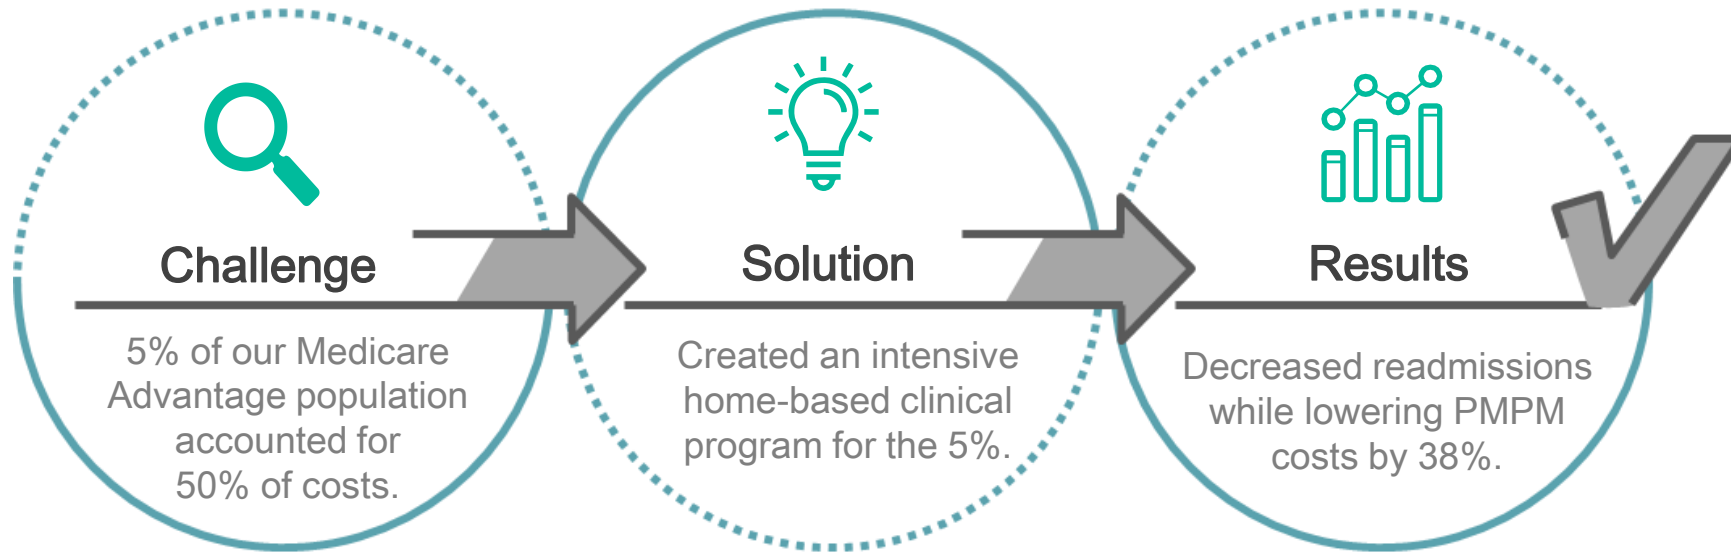 Challenge
5% of our Medicare
Advantage population
accounted for
50% of costs.
Solution
Created an intensive
home-based clinical
program for the 5%.
Results
Decreased readmissions
while lowering PMPM
costs by 38%.